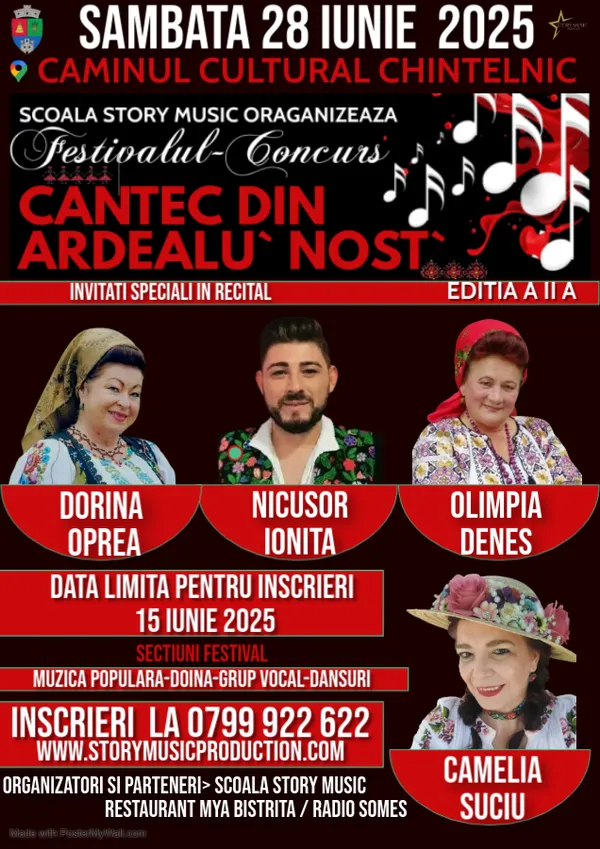 SAMBATA 28 IUNIE 2025
STORY MUSIC
CAMINUL CULTURAL CHINTELNIC
SCOALA STORY MUSIC ORAGANIZEAZA
Festivalul-Concurs
CANTEC DIN
ARDEALU` NOST`
INVITATI SPECIALI IN RECITAL
EDITIA A II A
DORINA
OPREA
NICUSOR
IONITA
OLIMPIA
DENES
DATA LIMITA PENTRU INSCRIERI
15 IUNIE 2025
SECTIUNI FESTIVAL
MUZICA POPULARA-DOINA-GRUP VOCAL-DANSURI
INSCRIERI LA 0799 922 622
WWW.STORYMUSICPRODUCTION.COM
CAMELIA
SUCIU
ORGANIZATORI SI PARTENERI> SCOALA STORY MUSIC
RESTAURANT MYA BISTRITA / RADIO SOMES
Made with PosterMyWall.com